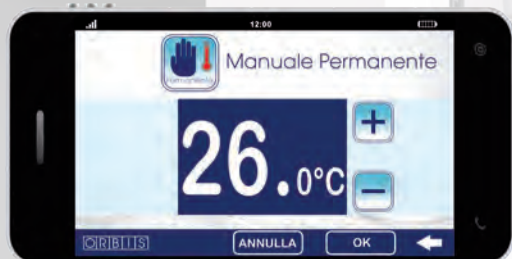 12:00
Permanente
Manuale Permanente
26.0°C
+
−
ORBIS
ANNULLA
OK